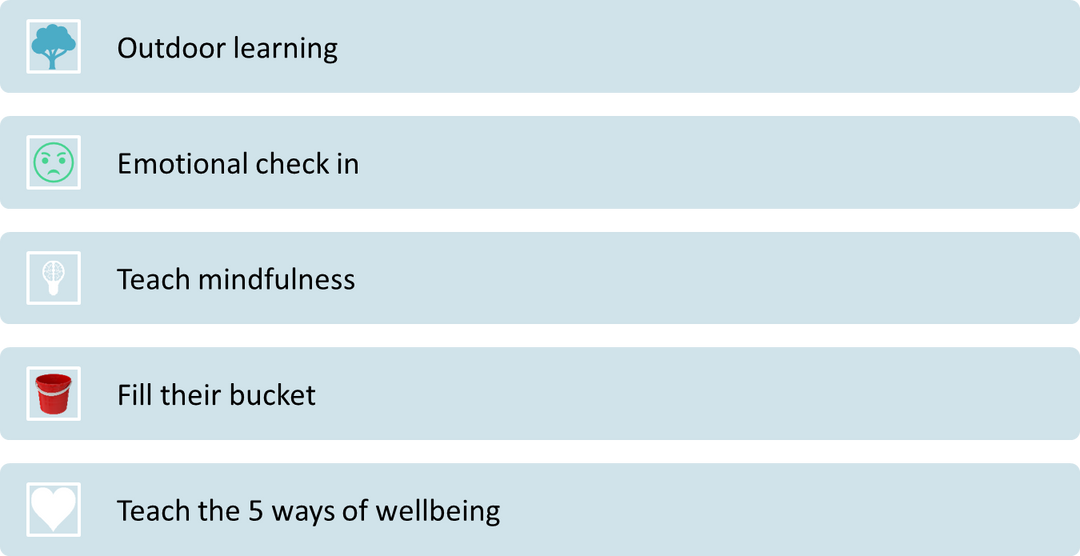 Outdoor learning
Emotional check in
Teach mindfulness
Fill their bucket
Teach the 5 ways of wellbeing